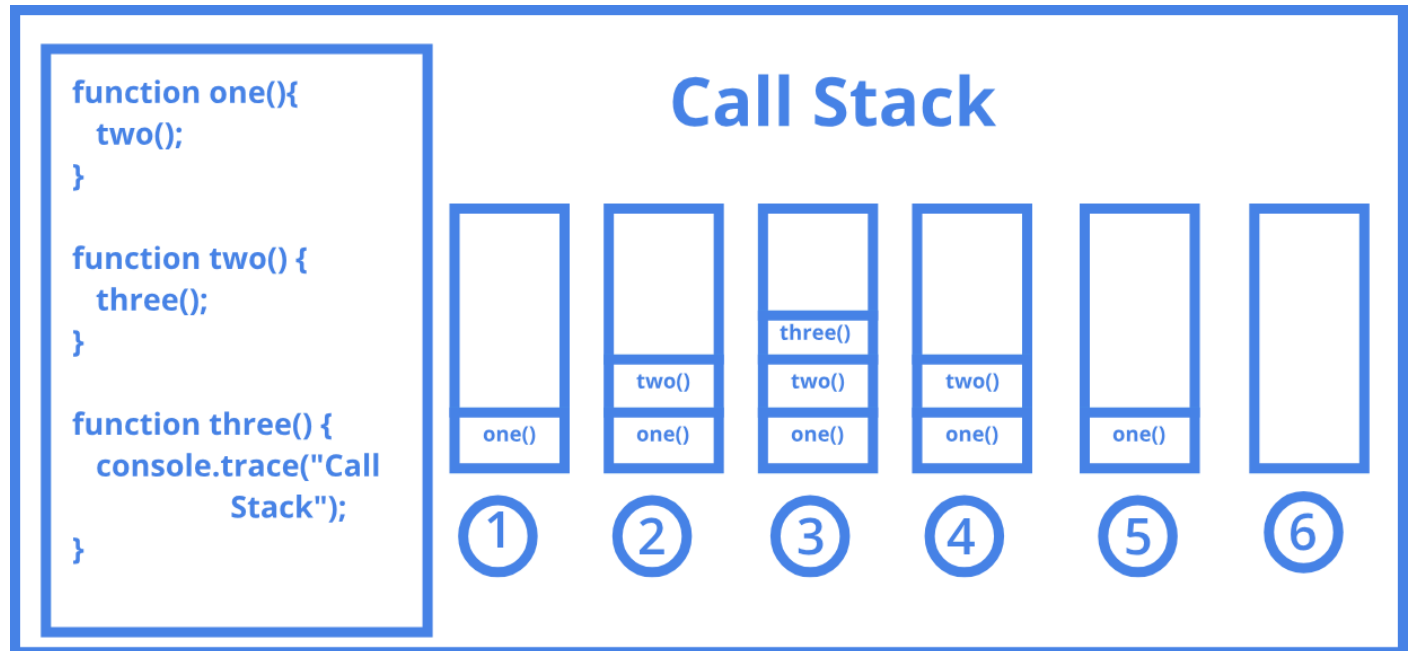 function one(){
two();
}
function two() {
three();
}
function three() {
console.trace("Call
Stack");
}
Call Stack
one()
two()
one()
three()
two()
one()
two()
one()
one()
1
2
3
4
5
6